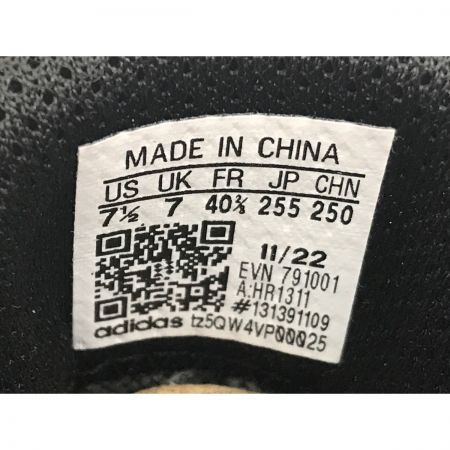 MADE IN CHINA
US UK FR JP CHN
7½ 7 40⅔ 255 250
11/22
EVN 791001
A:HR1311
#131391109
adidas tz5QW4VP00025